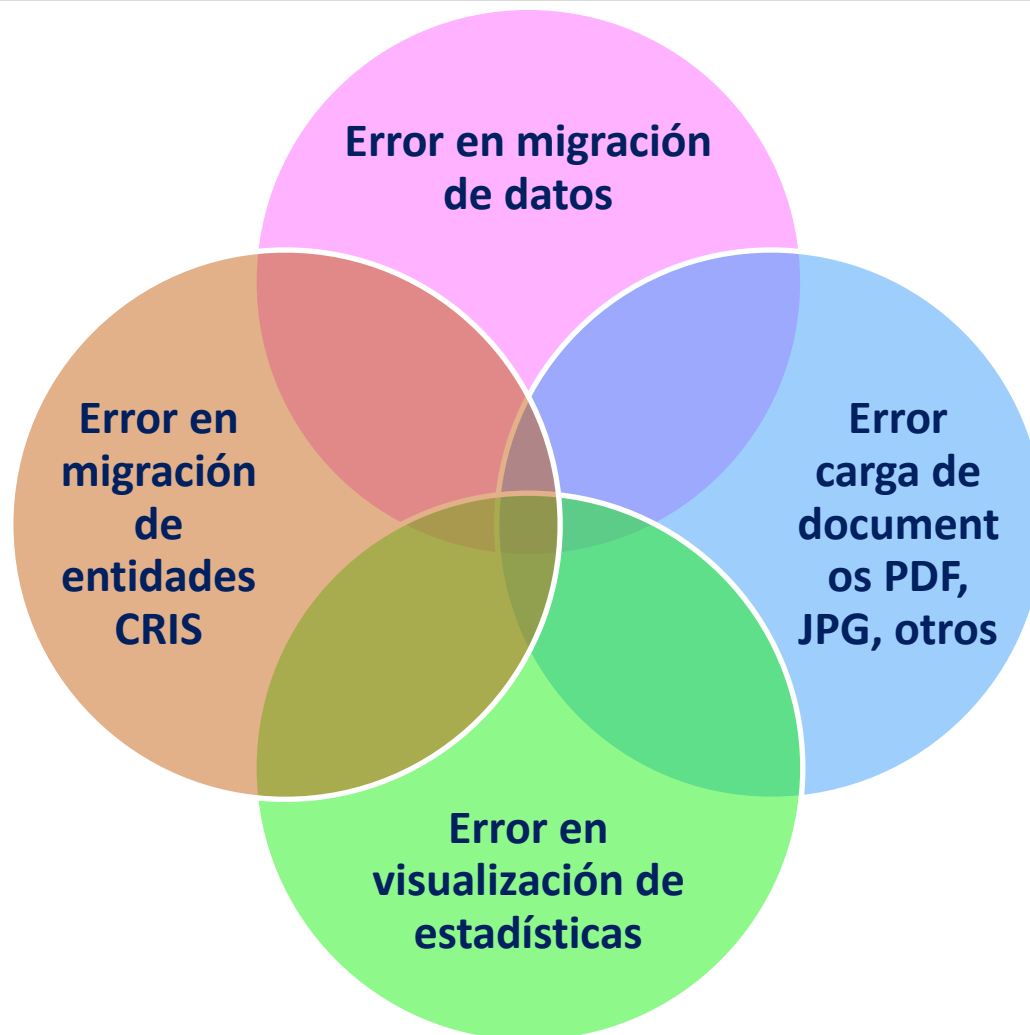 Error en migración
de datos
Error en
migración
de
entidades
CRIS
Error
carga de
document
os PDF,
JPG, otros
Error en
visualización de
estadísticas